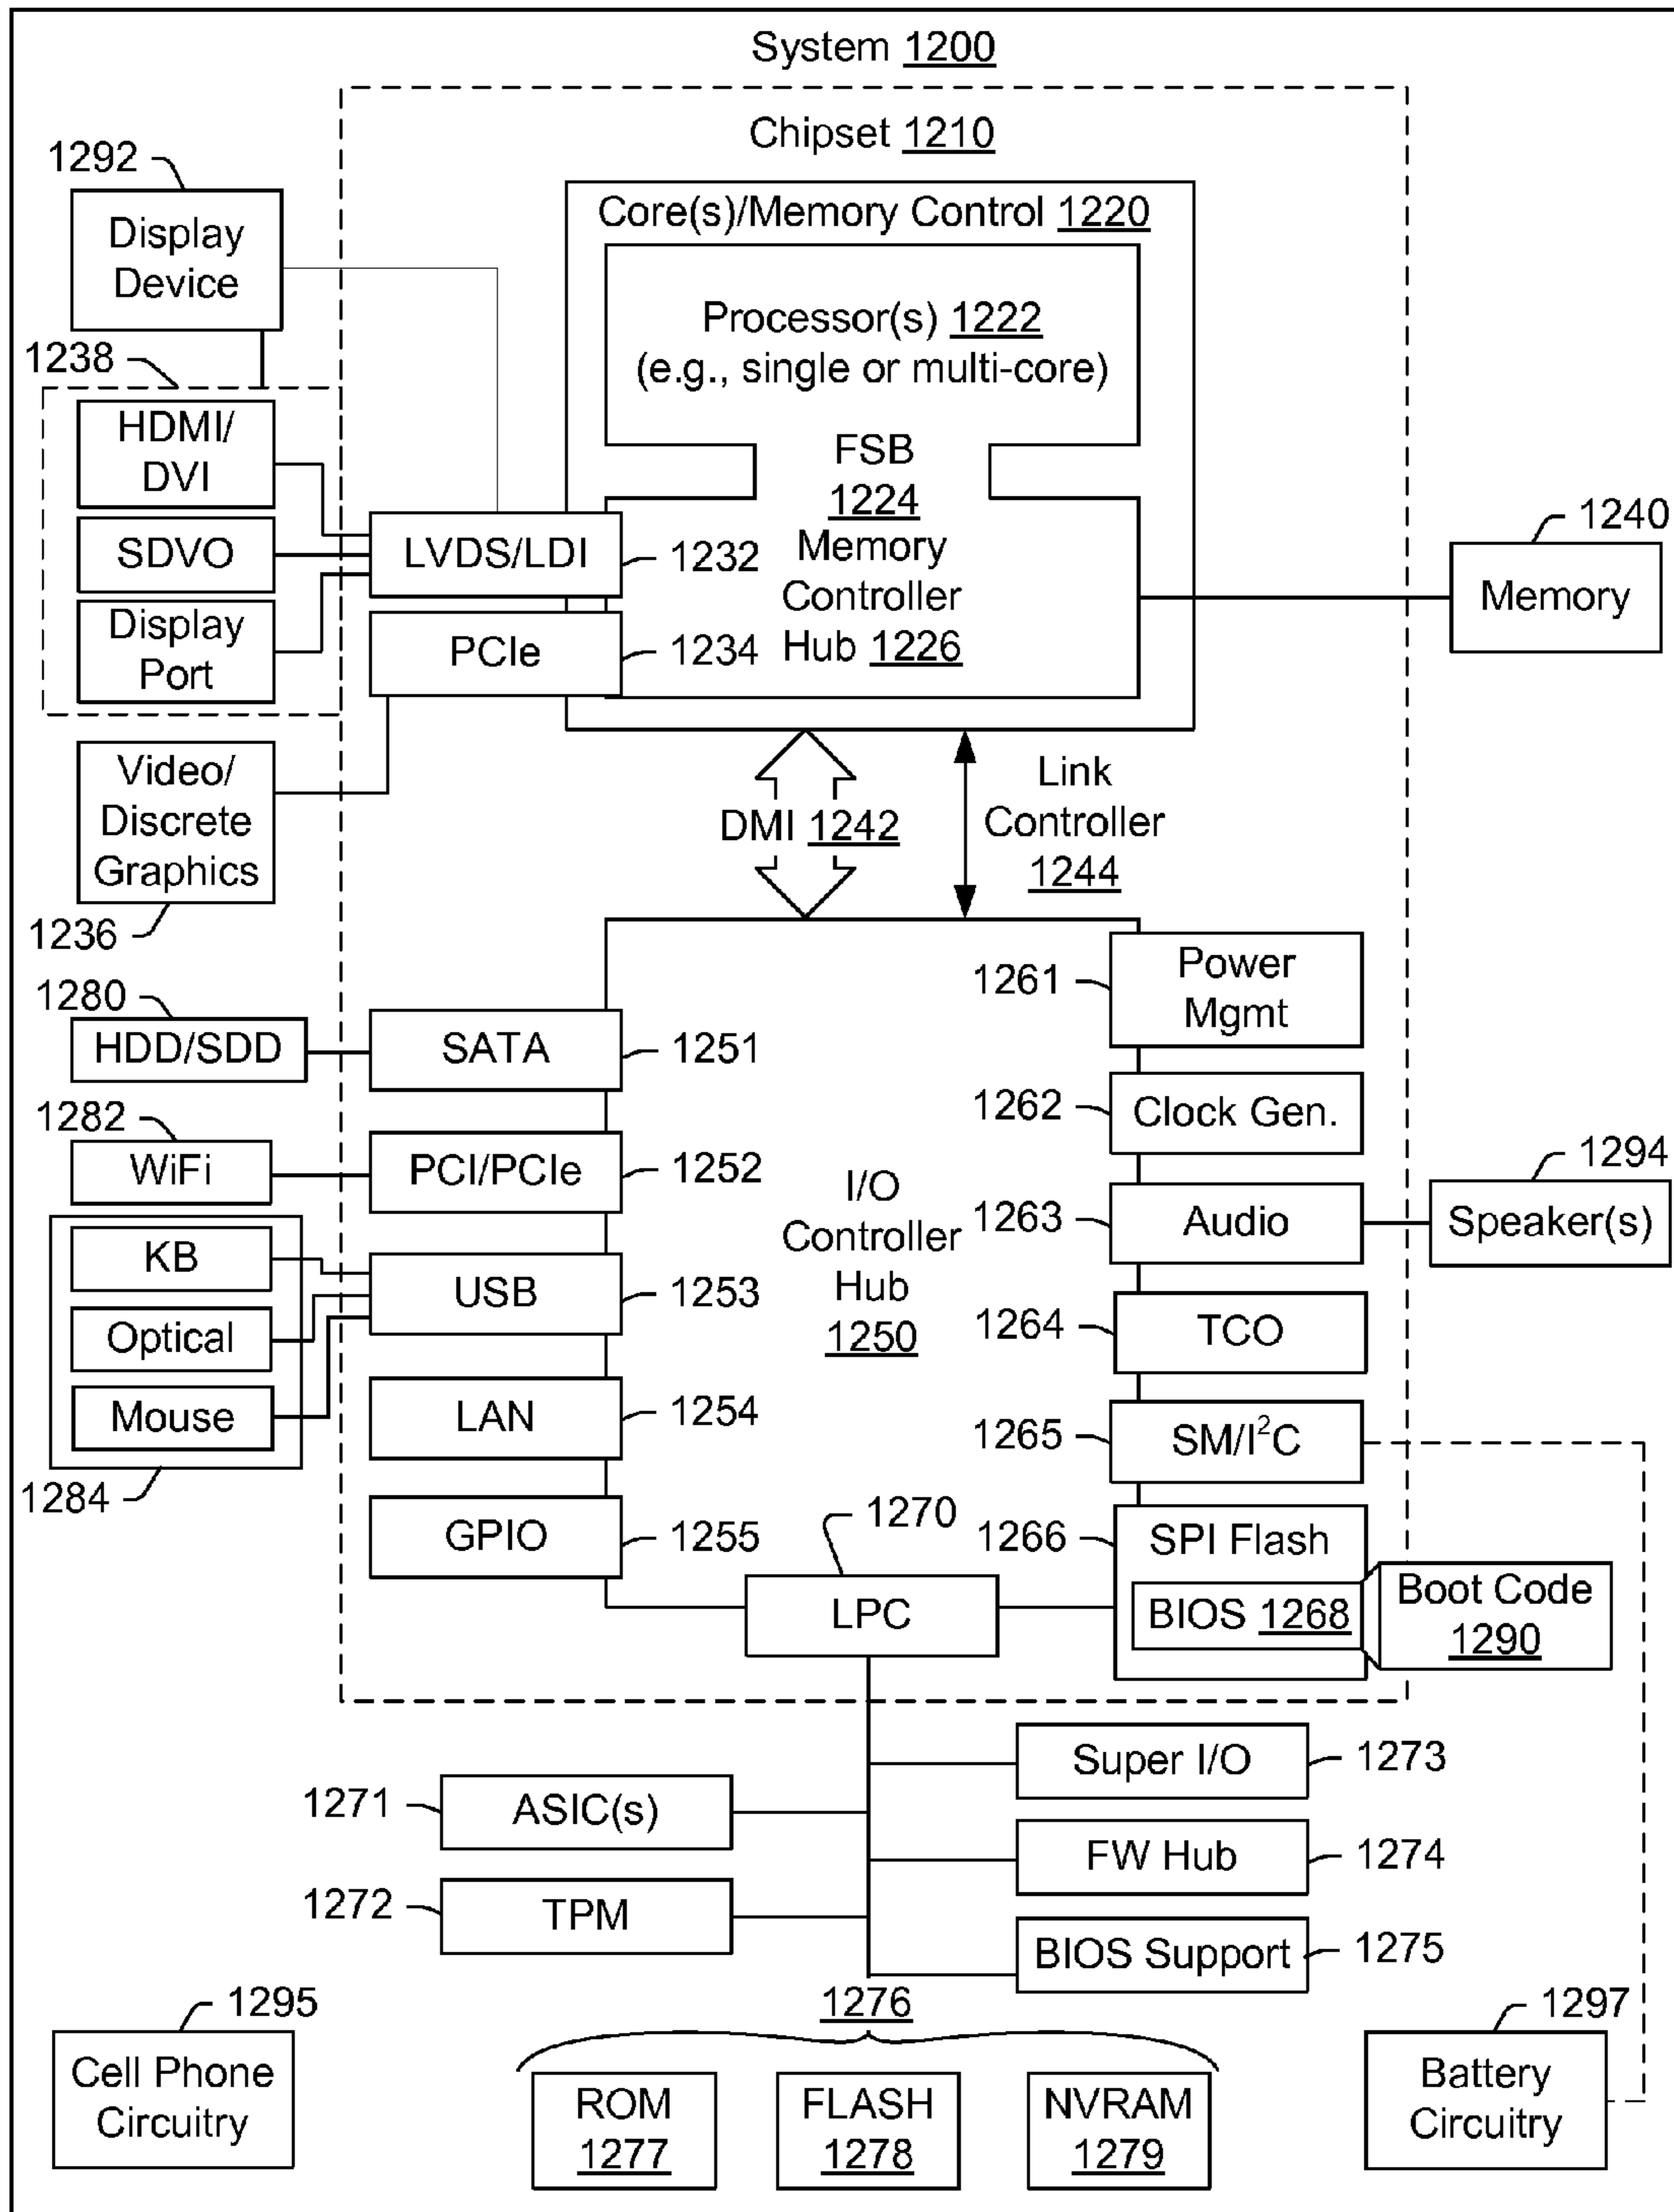 System 1200
Chipset 1210
1292
Display
Device
Core(s)/Memory Control 1220
Processor(s) 1222
(e.g., single or multi-core)
1238
HDMI/
DVI
SDVO
Display
Port
FSB
1224
Memory
Controller
Hub 1226
LVDS/LDI
1232
PCIe
1234
1240
Memory
Video/
Discrete
Graphics
1236
DMI 1242
Link
Controller
1244
1280
HDD/SDD
SATA
1251
1282
WiFi
PCI/PCIe
1252
KB
Optical
Mouse
1284
USB
1253
LAN
1254
GPIO
1255
I/O
Controller
Hub
1250
1261
Power
Mgmt
1262
Clock Gen.
1263
Audio
1294
Speaker(s)
1264
TCO
1265
SM/I²C
1270
LPC
1266
SPI Flash
BIOS 1268
Boot Code
1290
1271
ASIC(s)
1272
TPM
Super I/O
1273
FW Hub
1274
BIOS Support
1275
1295
Cell Phone
Circuitry
1276
ROM
1277
FLASH
1278
NVRAM
1279
1297
Battery
Circuitry